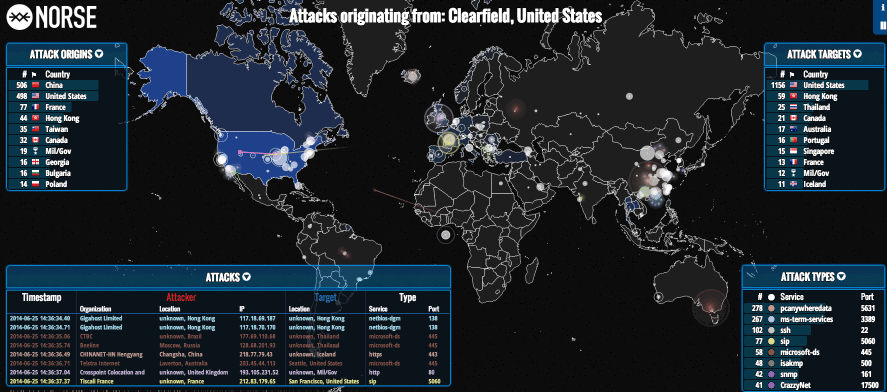 NORSE
Attacks originating from: Clearfield, United States
i
ATTACK ORIGINS
# Country
506 China
498 United States
77 France
44 Hong Kong
35 Taiwan
32 Canada
19 Mil/Gov
16 Georgia
16 Bulgaria
14 Poland
ATTACK TARGETS
# Country
1156 United States
59 Hong Kong
25 Thailand
21 Canada
17 Australia
16 Portugal
15 Singapore
13 France
12 Mil/Gov
11 Iceland
ATTACKS
Timestamp Attacker Target Type
Organization Location IP Location Service Port
2014-06-25 14:36:34.40 Gigahost Limited unknown, Hong Kong 117.18.69.187 unknown, Hong Kong netbios-dgm 138
2014-06-25 14:36:34.71 Gigahost Limited unknown, Hong Kong 117.18.70.170 unknown, Hong Kong netbios-dgm 138
2014-06-25 14:36:35.06 CTBC unknown, Brazil 177.69.110.68 unknown, Thailand microsoft-ds 445
2014-06-25 14:36:35.74 Beeline Moscow, Russia 128.68.201.93 unknown, Thailand microsoft-ds 445
2014-06-25 14:36:36.49 CHINANET-HN Hengyang Changsha, China 218.77.79.43 unknown, Iceland https 443
2014-06-25 14:36:36.71 Telstra Internet Laverton, Australia 203.45.44.113 Seattle, United States microsoft-ds 445
2014-06-25 14:36:37.04 Crosspoint Colocation and unknown, United Kingdom 193.105.231.52 unknown, Mil/Gov http 80
2014-06-25 14:36:37.37 Tiscali France unknown, France 212.83.179.65 San Francisco, United States sip 5060
ATTACK TYPES
# Service Port
278 pcanywheredata 5631
267 ms-term-services 3389
102 ssh 22
77 sip 5060
58 microsoft-ds 445
48 isakmp 500
42 snmp 161
41 CrazzyNet 17500